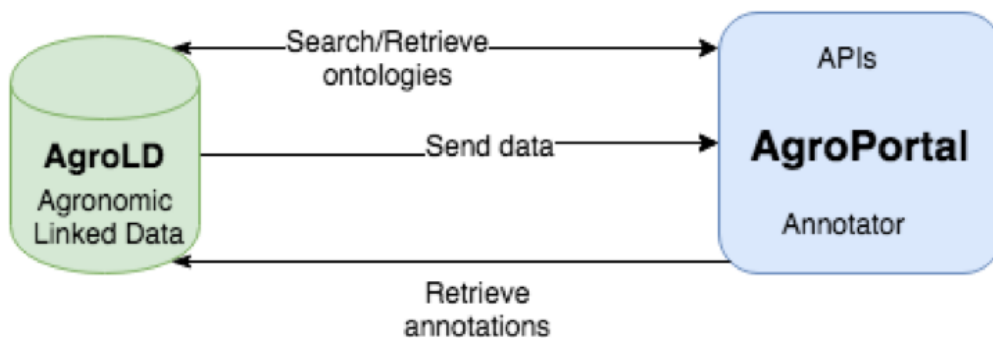 Search/Retrieve
ontologies
APIs
AgroLD
Agronomic
Linked Data
Send data
AgroPortal
Annotator
Retrieve
annotations